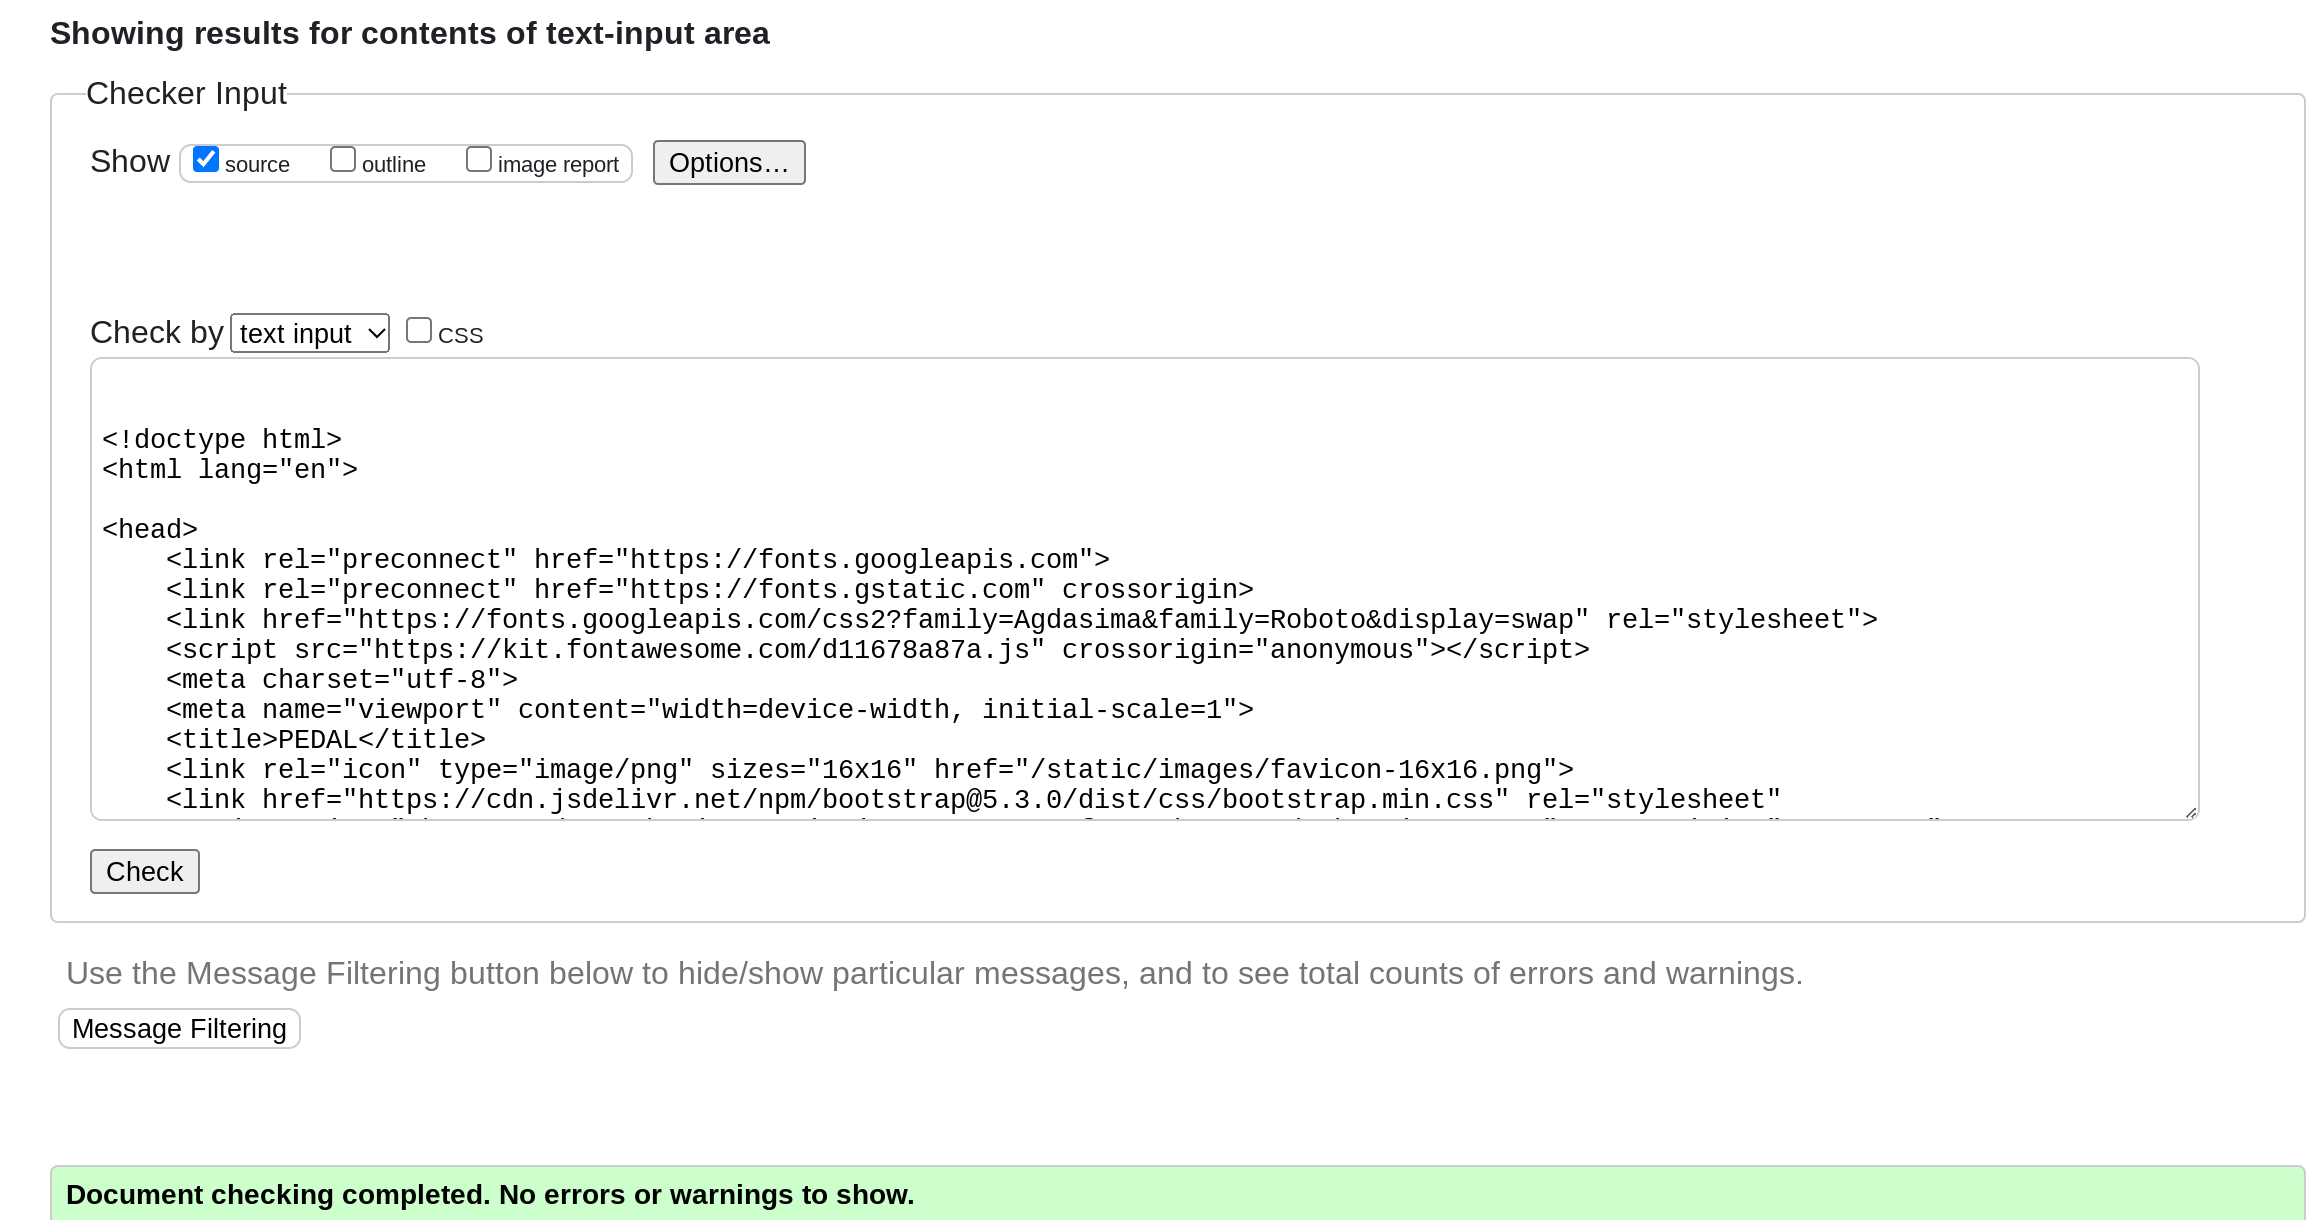 Showing results for contents of text-input area
Checker Input
Show source outline image report Options…
Check by text input CSS
<!doctype html>
<html lang="en">
<head>
    <link rel="preconnect" href="https://fonts.googleapis.com">
    <link rel="preconnect" href="https://fonts.gstatic.com" crossorigin>
    <link href="https://fonts.googleapis.com/css2?family=Agdasima&family=Roboto&display=swap" rel="stylesheet">
    <script src="https://kit.fontawesome.com/d11678a87a.js" crossorigin="anonymous"></script>
    <meta charset="utf-8">
    <meta name="viewport" content="width=device-width, initial-scale=1">
    <title>PEDAL</title>
    <link rel="icon" type="image/png" sizes="16x16" href="/static/images/favicon-16x16.png">
    <link href="https://cdn.jsdelivr.net/npm/bootstrap@5.3.0/dist/css/bootstrap.min.css" rel="stylesheet"
Check
Use the Message Filtering button below to hide/show particular messages, and to see total counts of errors and warnings.
Message Filtering
Document checking completed. No errors or warnings to show.